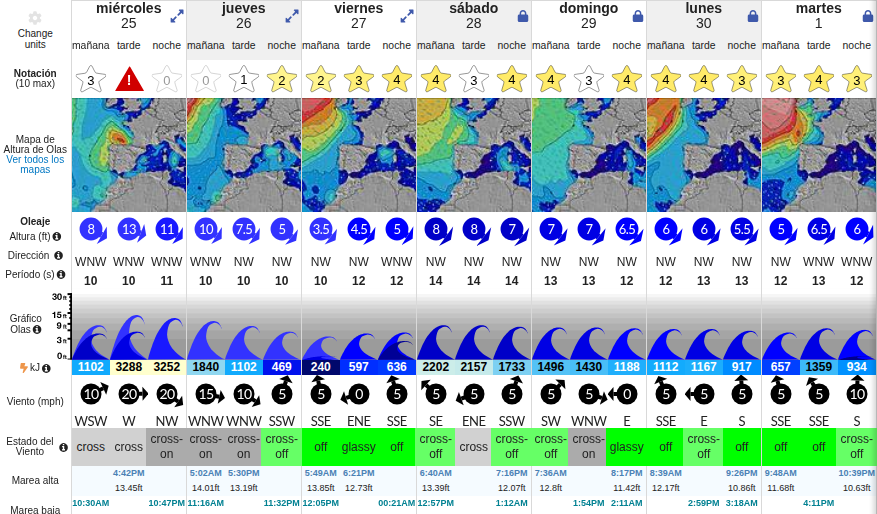 miércoles jueves viernes sábado domingo lunes martes
25 26 27 28 29 30 1
Change
units
mañana tarde noche mañana tarde noche mañana tarde noche mañana tarde noche mañana tarde noche mañana tarde noche mañana tarde noche
Notación
(10 max)
3 ! 0 0 1 2 2 3 4 4 3 4 4 3 4 4 4 3 3 4 3
Mapa de
Altura de Olas
Ver todos los
mapas
Oleaje
Altura (ft) 8 13 11 10 7.5 5 3.5 4.5 5 8 8 7 7 7 6.5 6 6 5.5 5 6.5 6
Dirección WNW WNW WNW WNW NW NW NW WNW WNW NW NW NW NW NW NW NW NW NW WNW WNW WNW
Período (s) 10 10 11 10 10 10 10 12 12 14 14 14 13 13 12 12 13 13 12 13 12
30ft
15ft
9ft
3ft
0ft
Gráfico
Olas
kJ 1102 3288 3252 1840 1102 469 240 597 636 2202 2157 1733 1496 1430 1188 1112 1167 917 657 1359 934
Viento (mph) 10 20 20 15 10 5 5 0 5 5 5 5 5 5 0 5 5 5 5 5 10
WSW W NW WNW WNW SSW SSE ENE SSE SE ENE SSW SW WNW E SSE E S SSE SSE S
Estado del
Viento
cross cross cross-on cross-on cross-on cross-off off glassy off cross-off cross cross-off cross-off cross-on glassy off off cross-off off off cross-off
Marea alta
4:42PM 5:02AM 5:30PM 5:49AM 6:21PM 6:40AM 7:16PM 7:36AM 8:17PM 8:39AM 9:26PM 9:48AM 10:39PM
13.45ft 14.01ft 13.19ft 13.85ft 12.73ft 13.39ft 12.07ft 12.8ft 11.42ft 12.17ft 10.86ft 11.68ft 10.63ft
Marea baja
10:30AM 10:47PM 11:16AM 11:32PM 12:05PM 00:21AM 12:57PM 1:12AM 1:54PM 2:11AM 2:59PM 3:18AM 4:11PM